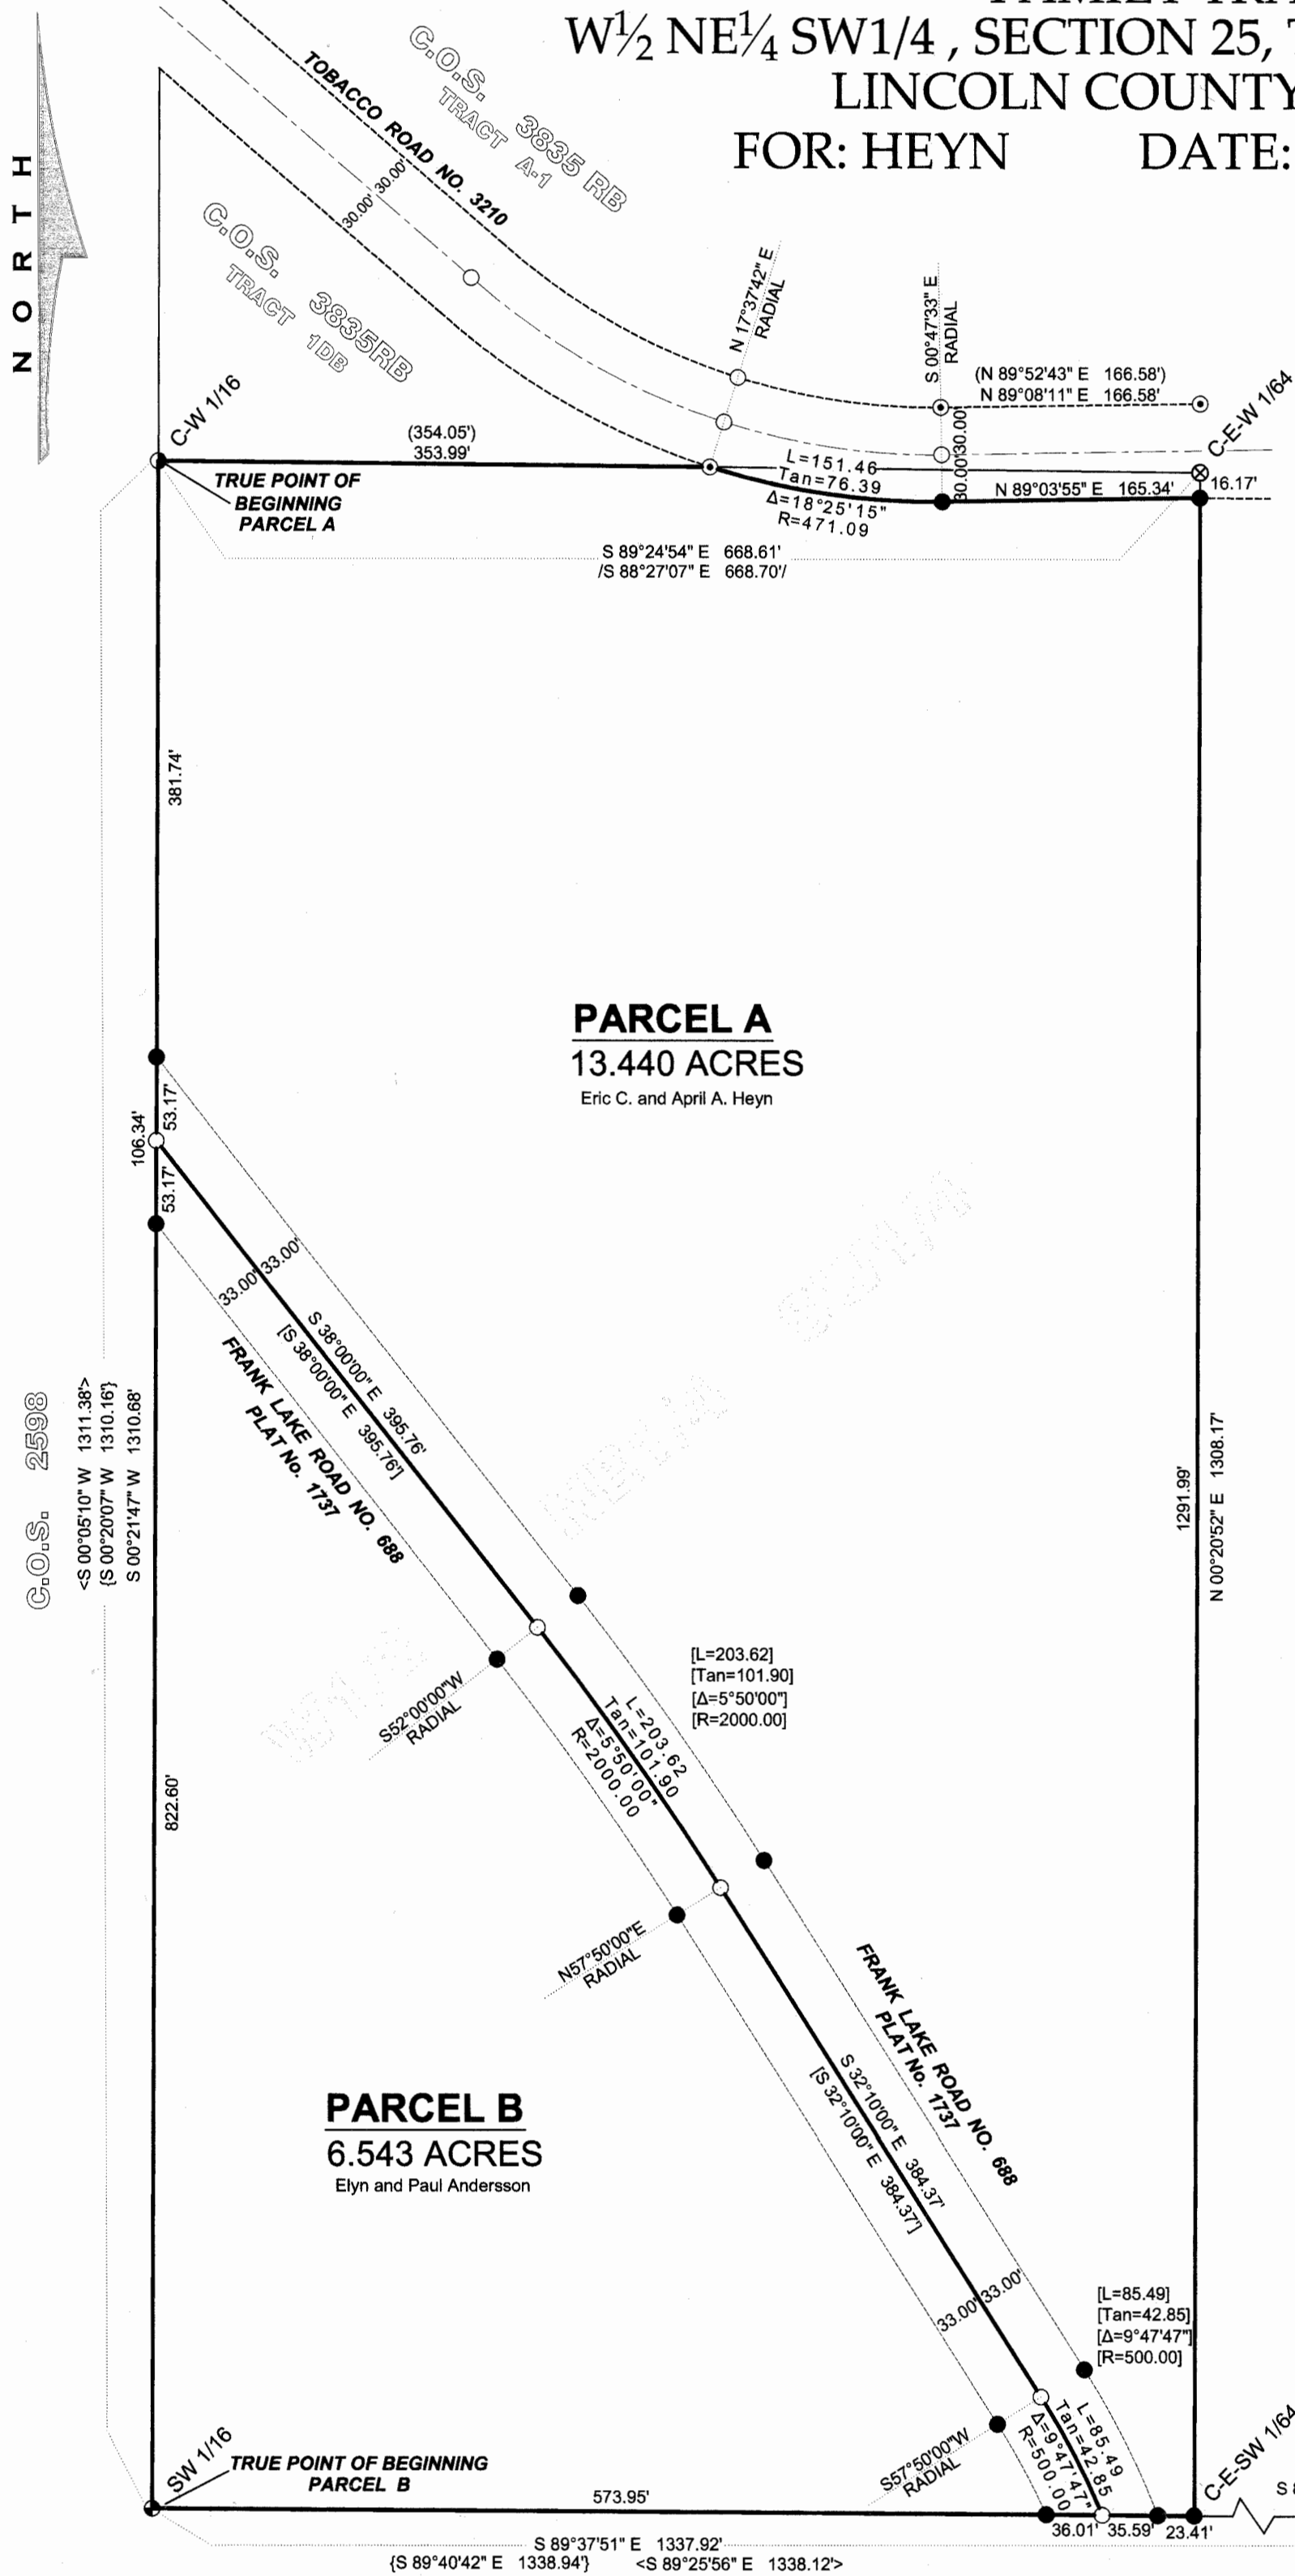 W½ NE¼ SW1/4 , SECTION 25,
LINCOLN COUNTY
FOR: HEYN DATE:
NORTH
TOBACCO ROAD NO. 3210
C.O.S. 3835 RB
TRACT A-1
30.00' 30.00'
C.O.S. 3835RB
TRACT 1DB
N 17°37'42" E
RADIAL
S 00°47'33" E
RADIAL
(N 89°52'43" E 166.58')
N 89°08'11" E 166.58'
C-E-W 1/64
C-W 1/16
(354.05')
353.99'
TRUE POINT OF
BEGINNING
PARCEL A
L=151.46
Tan=76.39
Δ=18°25'15"
R=471.09
30.00' 30.00'
N 89°03'55" E 165.34'
16.17'
S 89°24'54" E 668.61'
/S 88°27'07" E 668.70'/
381.74'
PARCEL A
13.440 ACRES
Eric C. and April A. Heyn
53.17'
106.34'
53.17'
33.00' 33.00'
S 38°00'00" E 395.76'
[S 38°00'00" E 395.76']
FRANK LAKE ROAD NO. 688
PLAT No. 1737
C.O.S. 2598
<S 00°05'10" W 1311.38'>
{S 00°20'07" W 1310.16'}
S 00°21'47" W 1310.68'
1291.99'
N 00°20'52" E 1308.17'
SW1/4
NE1/4
W1/2
S52°00'00"W
RADIAL
[L=203.62]
[Tan=101.90]
[Δ=5°50'00"]
[R=2000.00]
L=203.62
Tan=101.90
Δ=5°50'00"
R=2000.00
822.60'
N57°50'00"E
RADIAL
FRANK LAKE ROAD NO. 688
PLAT No. 1737
S 32°10'00" E 384.37'
[S 32°10'00" E 384.37']
PARCEL B
6.543 ACRES
Elyn and Paul Andersson
33.00' 33.00'
[L=85.49]
[Tan=42.85]
[Δ=9°47'47"]
[R=500.00]
L=85.49
Tan=42.85
Δ=9°47'47"
R=500.00
S57°50'00"W
RADIAL
SW 1/16
TRUE POINT OF BEGINNING
PARCEL B
573.95'
C-E-SW 1/64
36.01' 35.59' 23.41'
S 89°37'51" E 1337.92'
{S 89°40'42" E 1338.94'} <S 89°25'56" E 1338.12'>